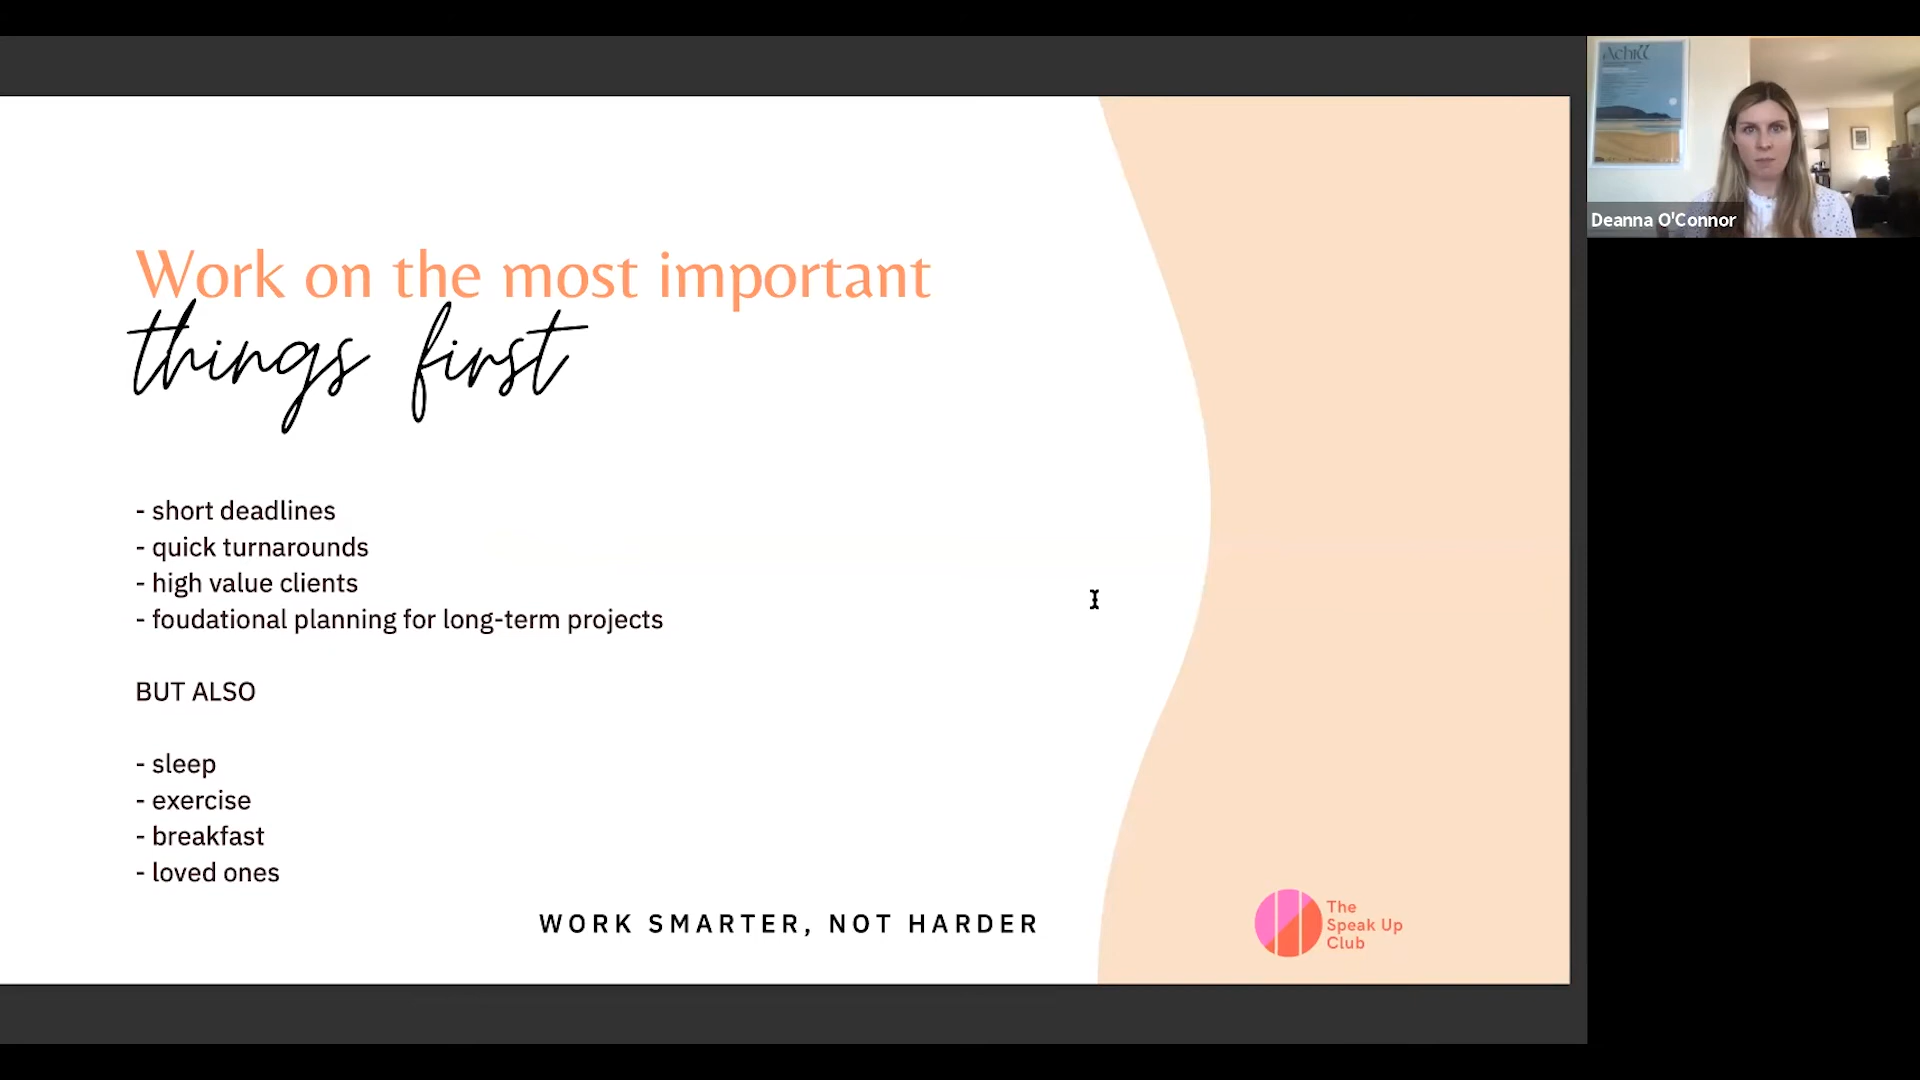 Work on the most important
things first
- short deadlines
- quick turnarounds
- high value clients
- foudational planning for long-term projects
BUT ALSO
- sleep
- exercise
- breakfast
- loved ones
WORK SMARTER, NOT HARDER
The
Speak Up
Club
Achill
Deanna O'Connor